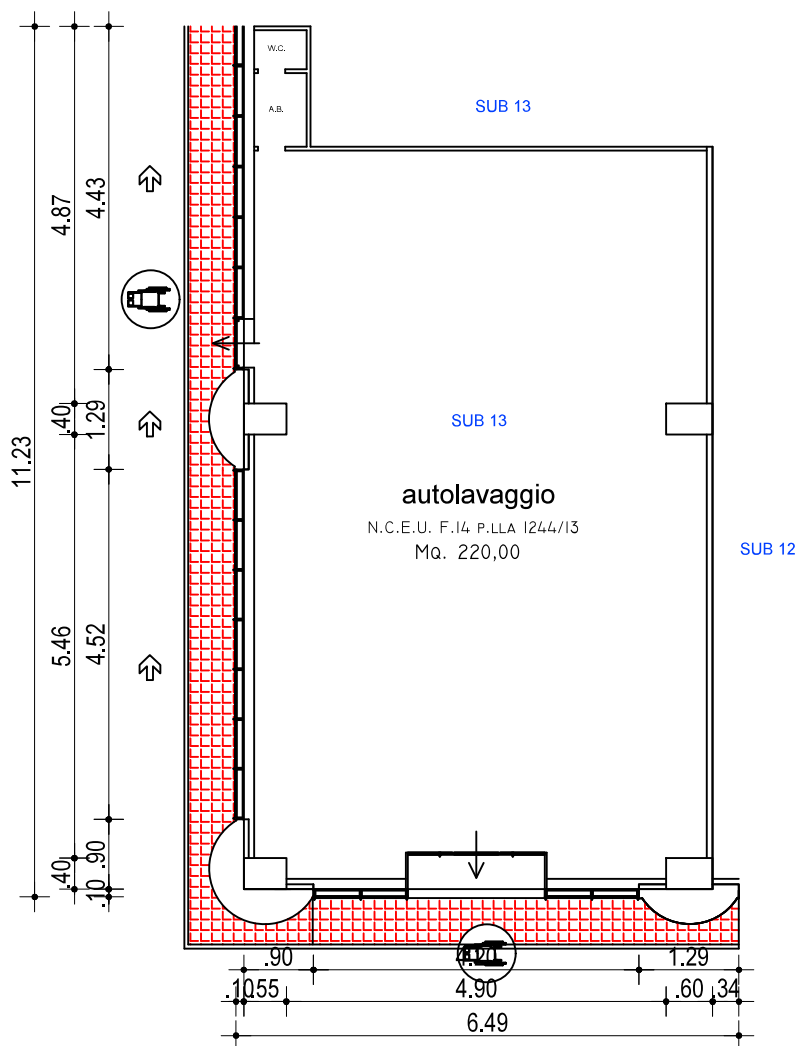 W.C.
A.B.
SUB 13
4.43
4.87
.40
1.29
11.23
SUB 13
autolavaggio
N.C.E.U. F.14 P.LLA 1244/13
MQ. 220,00
SUB 12
5.46
4.52
.90
.40
.10
.90
4.20
1.29
.10
.55
4.90
.60
.34
6.49